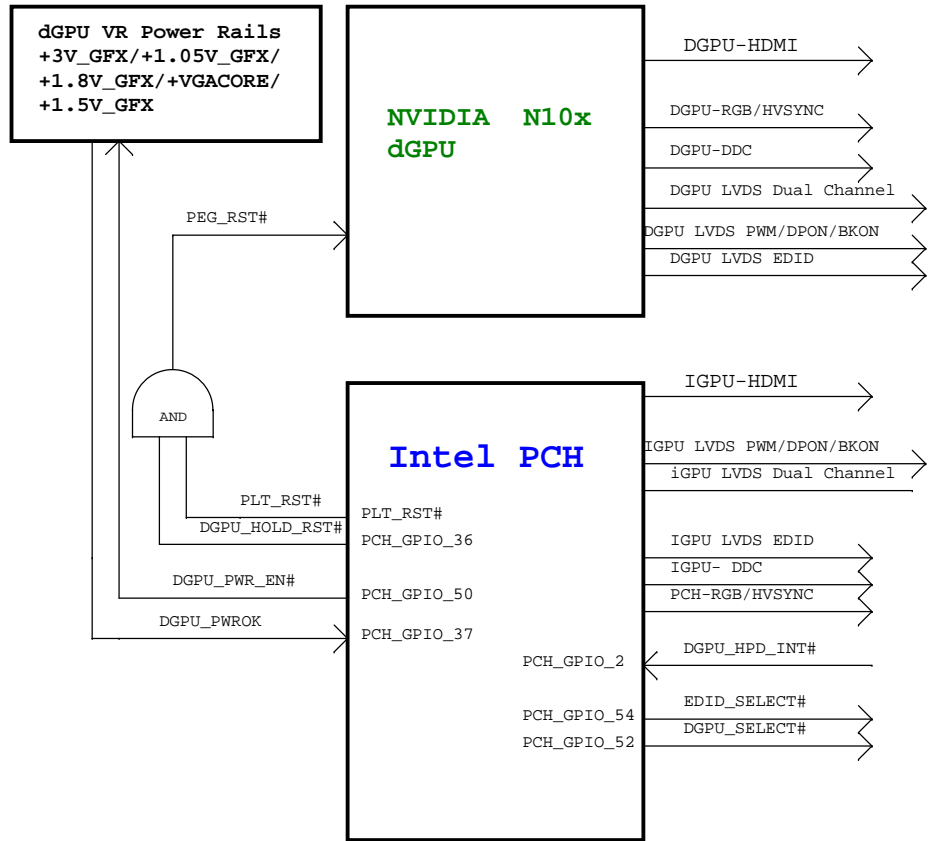 dGPU VR Power Rails
+3V_GFX/+1.05V_GFX/
+1.8V_GFX/+VGACORE/
+1.5V_GFX
NVIDIA N10x
dGPU
DGPU-HDMI
DGPU-RGB/HVSYNC
DGPU-DDC
DGPU LVDS Dual Channel
DGPU LVDS PWM/DPON/BKON
DGPU LVDS EDID
PEG_RST#
AND
PLT_RST#
DGPU_HOLD_RST#
DGPU_PWR_EN#
DGPU_PWROK
Intel PCH
PLT_RST#
PCH_GPIO_36
PCH_GPIO_50
PCH_GPIO_37
PCH_GPIO_2
PCH_GPIO_54
PCH_GPIO_52
IGPU-HDMI
IGPU LVDS PWM/DPON/BKON
iGPU LVDS Dual Channel
IGPU LVDS EDID
IGPU- DDC
PCH-RGB/HVSYNC
DGPU_HPD_INT#
EDID_SELECT#
DGPU_SELECT#